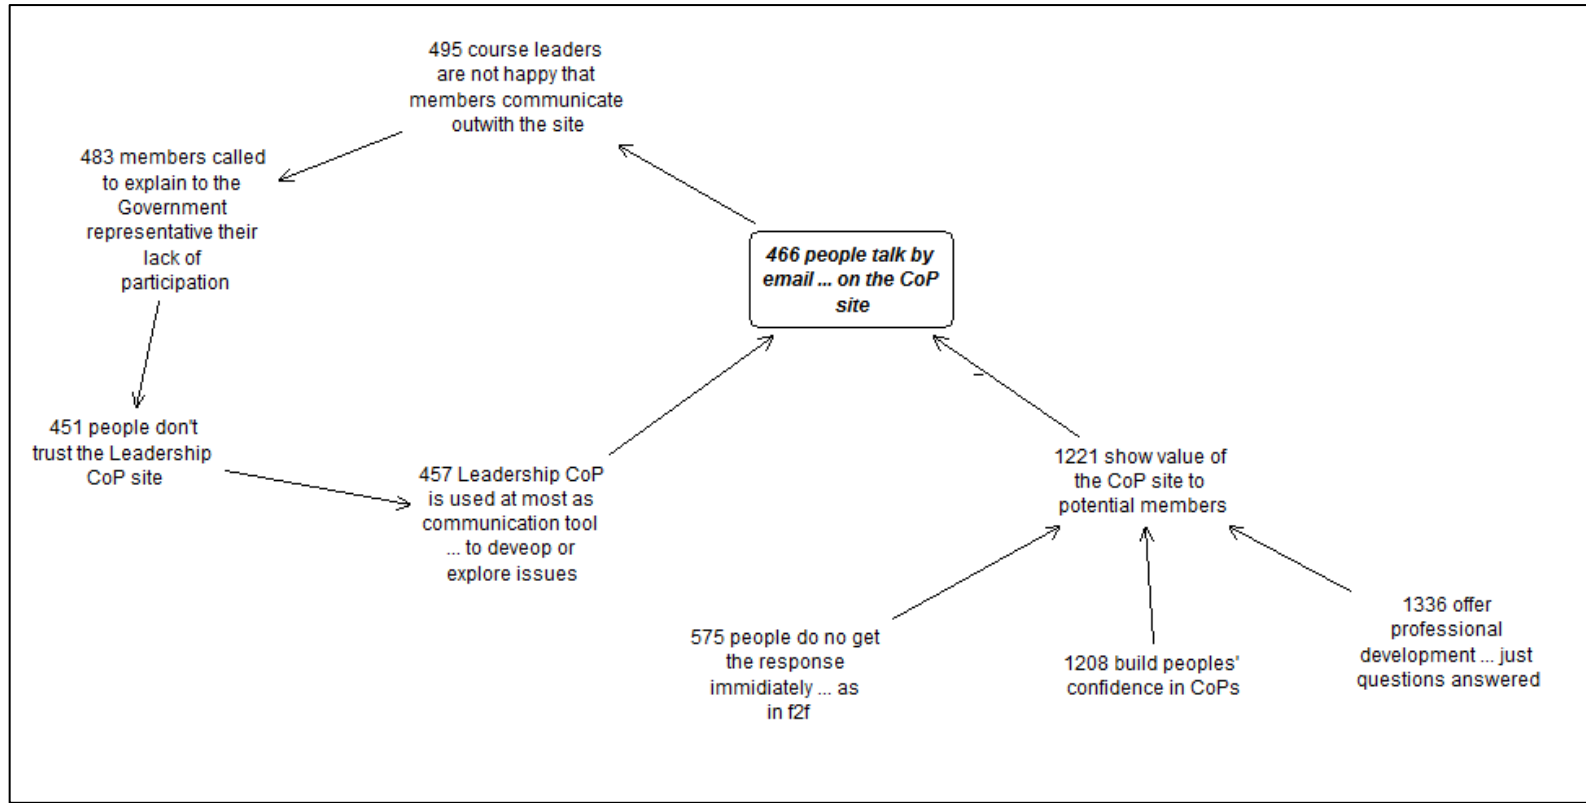 495 course leaders
are not happy that
members communicate
outwith the site
483 members called
to explain to the
Government
representative their
lack of
participation
466 people talk by
email ... on the CoP
site
451 people don't
trust the Leadership
CoP site
457 Leadership CoP
is used at most as
communication tool
... to deveop or
explore issues
1221 show value of
the CoP site to
potential members
575 people do no get
the response
immidiately ... as
in f2f
1208 build peoples'
confidence in CoPs
1336 offer
professional
development ... just
questions answered